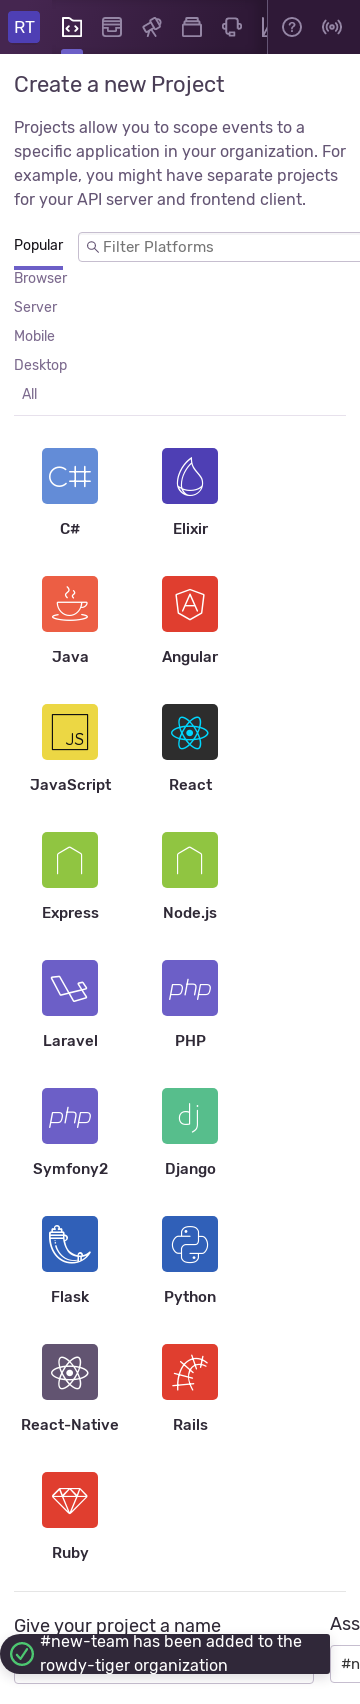 RT
Create a new Project
Projects allow you to scope events to a
specific application in your organization. For
example, you might have separate projects
for your API server and frontend client.
Popular
Filter Platforms
Browser
Server
Mobile
Desktop
All
C#
C#
Elixir
Java
Angular
JS
JavaScript
React
Express
Node.js
php
Laravel
PHP
php
dj
Symfony2
Django
Flask
Python
React-Native
Rails
Ruby
Give your project a name
Ass
#new-team has been added to the
rowdy-tiger organization
#n